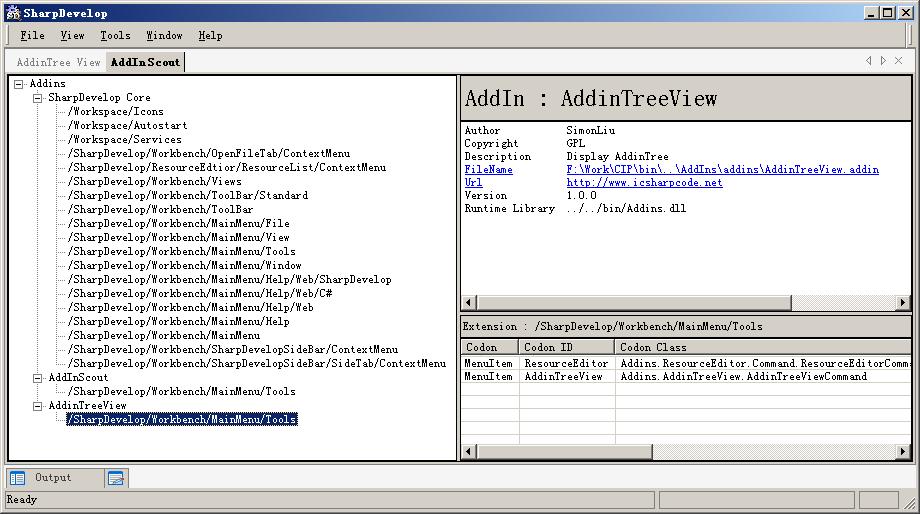 SharpDevelop
File View Tools Window Help
AddinTree View AddInScout
Addins
SharpDevelop Core
/Workspace/Icons
/Workspace/Autostart
/Workspace/Services
/SharpDevelop/Workbench/OpenFileTab/ContextMenu
/SharpDevelop/ResourceEdtior/ResourceList/ContextMenu
/SharpDevelop/Workbench/Views
/SharpDevelop/Workbench/ToolBar/Standard
/SharpDevelop/Workbench/ToolBar
/SharpDevelop/Workbench/MainMenu/File
/SharpDevelop/Workbench/MainMenu/View
/SharpDevelop/Workbench/MainMenu/Tools
/SharpDevelop/Workbench/MainMenu/Window
/SharpDevelop/Workbench/MainMenu/Help/Web/SharpDevelop
/SharpDevelop/Workbench/MainMenu/Help/Web/C#
/SharpDevelop/Workbench/MainMenu/Help/Web
/SharpDevelop/Workbench/MainMenu/Help
/SharpDevelop/Workbench/MainMenu
/SharpDevelop/Workbench/SharpDevelopSideBar/ContextMenu
/SharpDevelop/Workbench/SharpDevelopSideBar/SideTab/ContextMenu
AddInScout
/SharpDevelop/Workbench/MainMenu/Tools
AddinTreeView
/SharpDevelop/Workbench/MainMenu/Tools
AddIn : AddinTreeView
Author SimonLiu
Copyright GPL
Description Display AddinTree
FileName F:\Work\CIP\bin\..\AddIns\addins\AddinTreeView.addin
Url http://www.icsharpcode.net
Version 1.0.0
Runtime Library ../../bin/Addins.dll
Extension : /SharpDevelop/Workbench/MainMenu/Tools
Codon Codon ID Codon Class
MenuItem ResourceEditor Addins.ResourceEditor.Command.ResourceEditorComm
MenuItem AddinTreeView Addins.AddinTreeView.AddinTreeViewCommand
Output
Ready